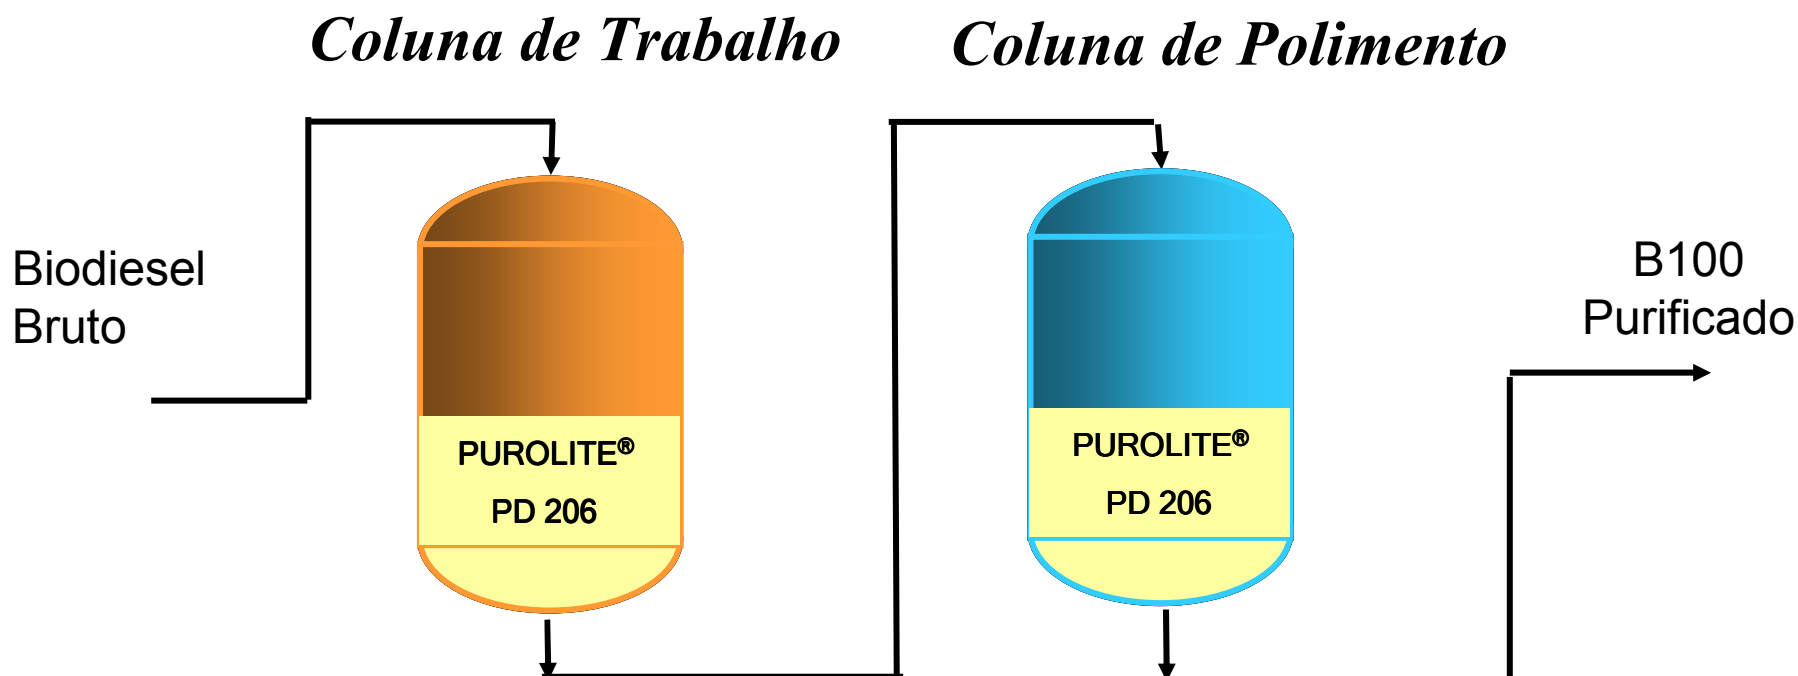 Coluna de Trabalho
Coluna de Polimento
Biodiesel
Bruto
PUROLITE®
PD 206
PUROLITE®
PD 206
B100
Purificado